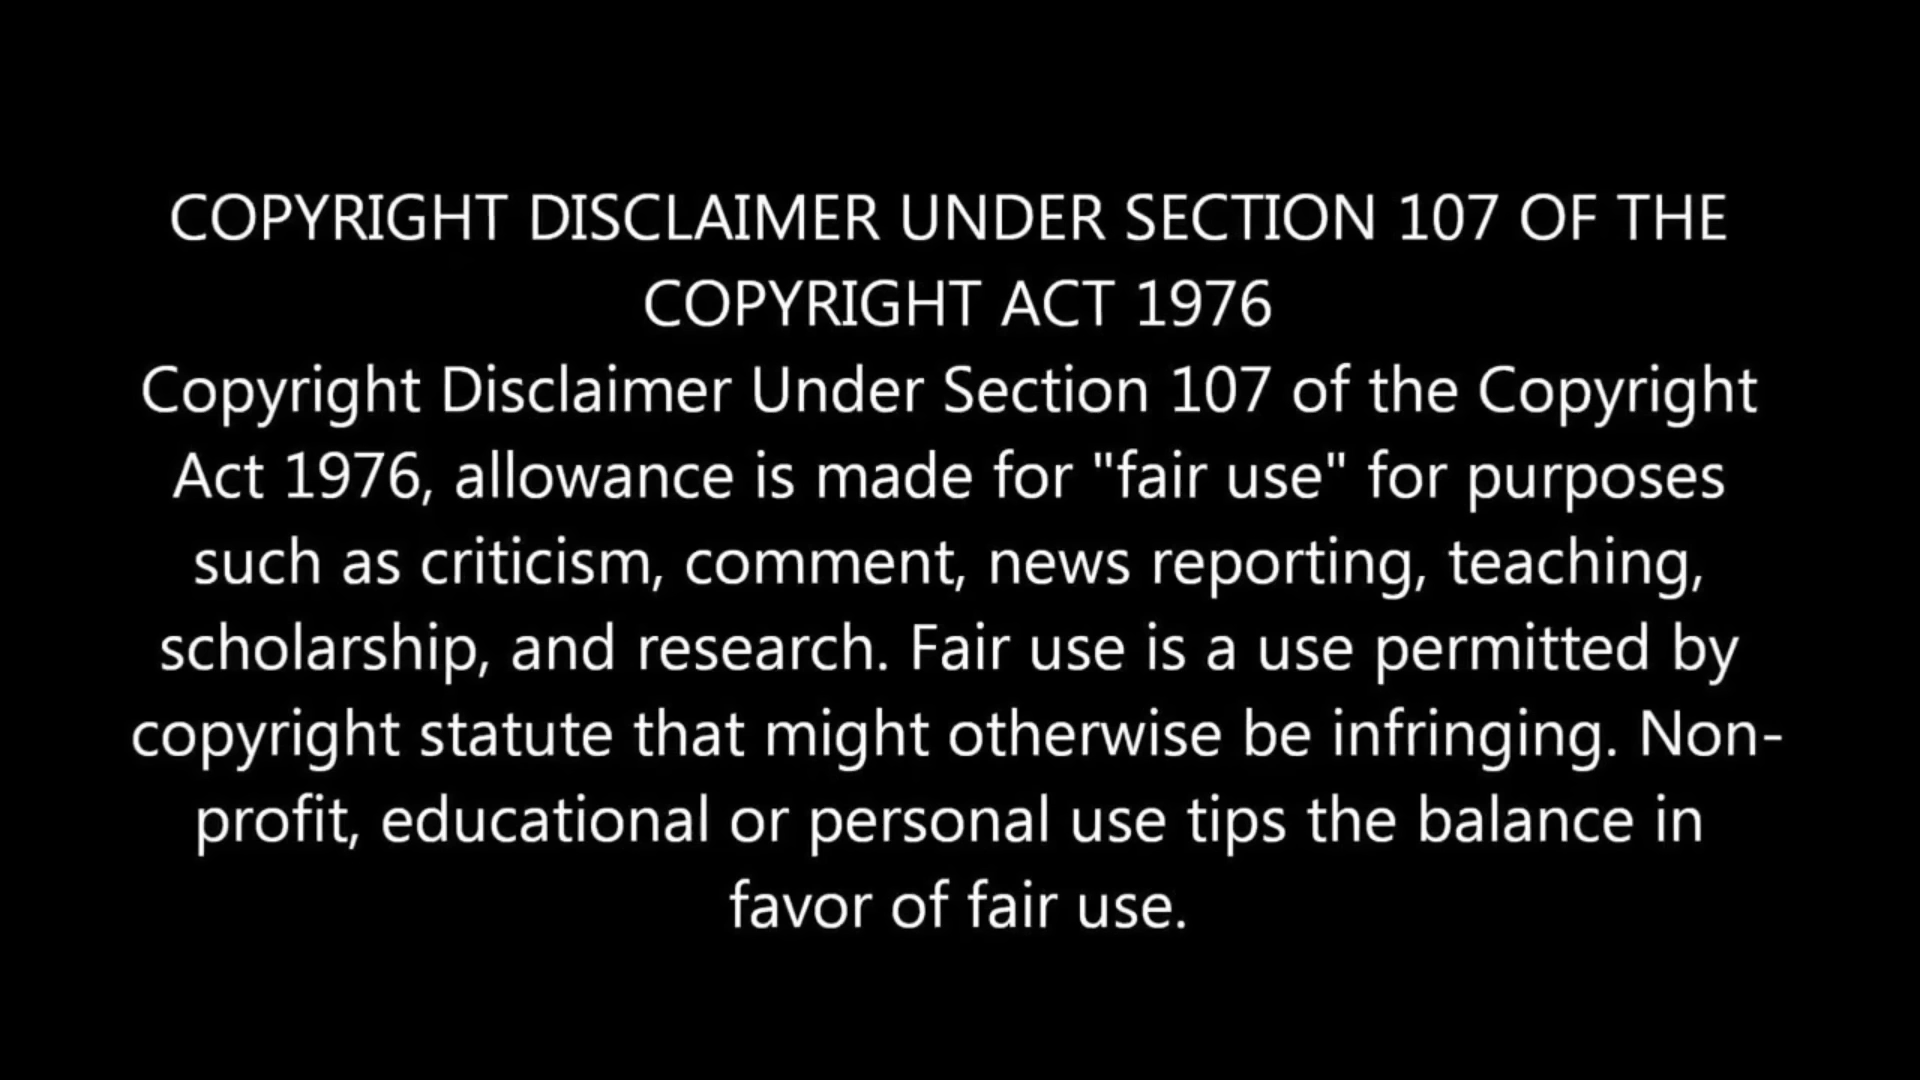 COPYRIGHT DISCLAIMER UNDER SECTION 107 OF THE
COPYRIGHT ACT 1976
Copyright Disclaimer Under Section 107 of the Copyright
Act 1976, allowance is made for "fair use" for purposes
such as criticism, comment, news reporting, teaching,
scholarship, and research. Fair use is a use permitted by
copyright statute that might otherwise be infringing. Non-
profit, educational or personal use tips the balance in
favor of fair use.